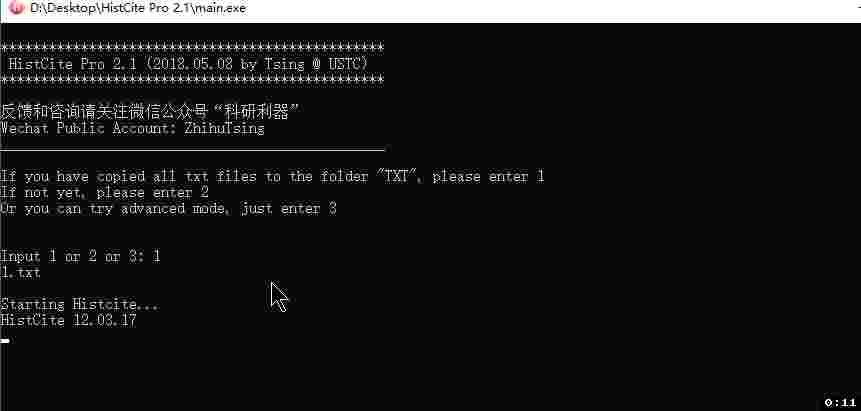 D:\Desktop\HistCite Pro 2.1\main.exe
************************************************
HistCite Pro 2.1 (2018.05.08 by Tsing @ USTC)
************************************************
反馈和咨询请关注微信公众号“科研利器”
Wechat Public Account: ZhihuTsing
________________________________________________
If you have copied all txt files to the folder "TXT", please enter 1
If not yet, please enter 2
Or you can try advanced mode, just enter 3
Input 1 or 2 or 3: 1
1.txt
Starting Histcite...
HistCite 12.03.17
0:11